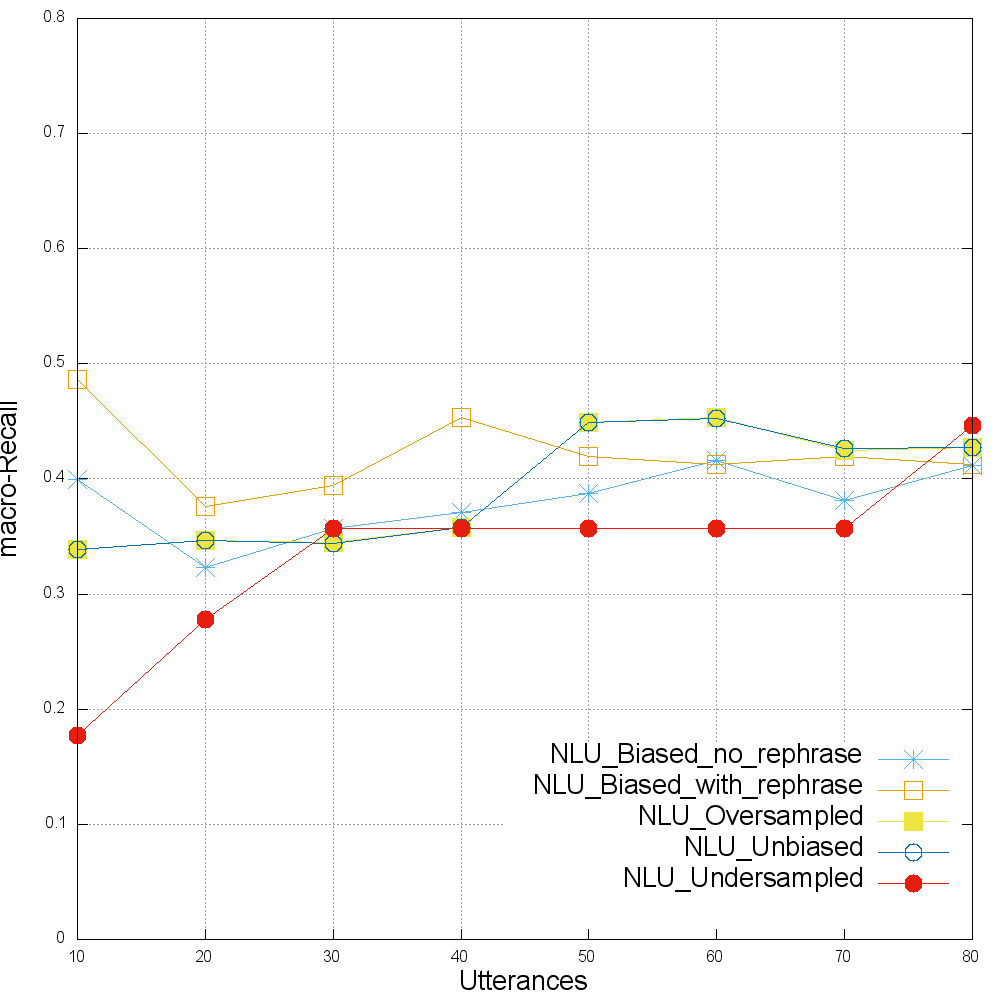 0.8
0.7
0.6
0.5
0.4
0.3
0.2
0.1
0
macro-Recall
NLU_Biased_no_rephrase
NLU_Biased_with_rephrase
NLU_Oversampled
NLU_Unbiased
NLU_Undersampled
10 20 30 40 50 60 70 80
Utterances